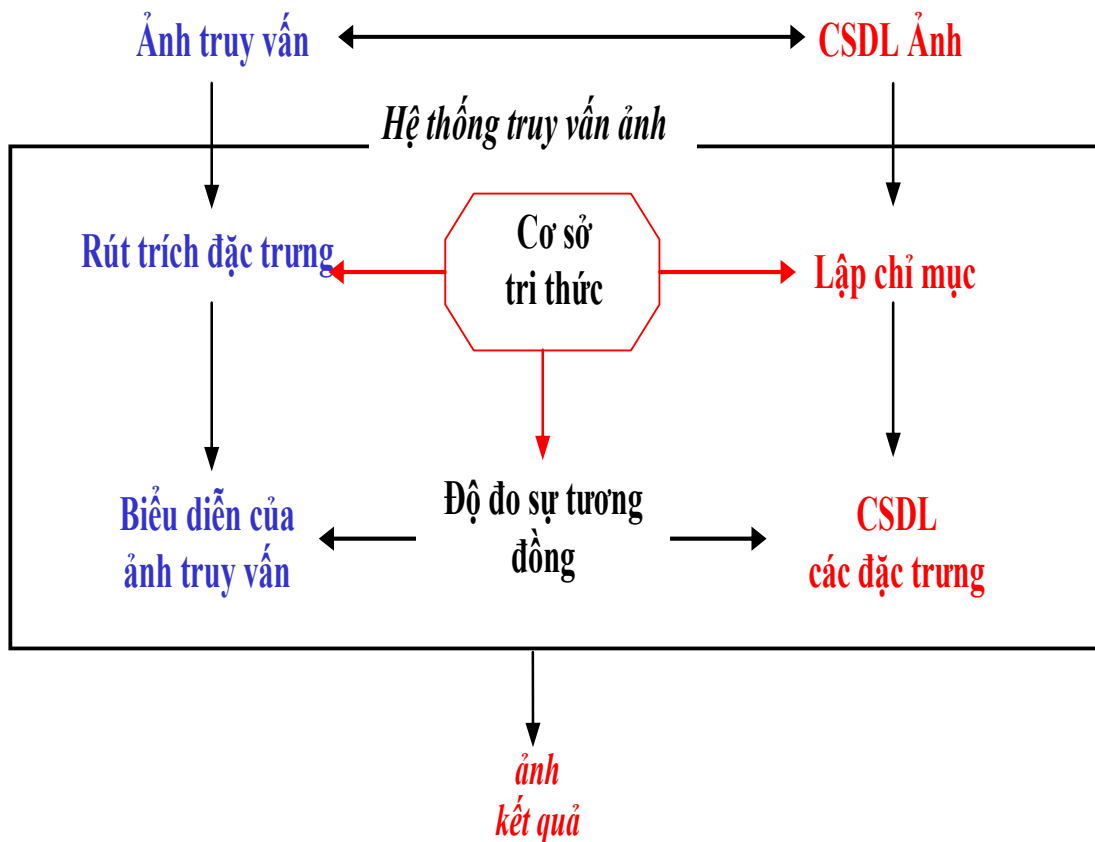 Ảnh truy vấn
CSDL Ảnh
Hệ thống truy vấn ảnh
Rút trích đặc trưng
Cơ sở
tri thức
Lập chỉ mục
Biểu diễn của
ảnh truy vấn
Độ đo sự tương
đồng
CSDL
các đặc trưng
ảnh
kết quả